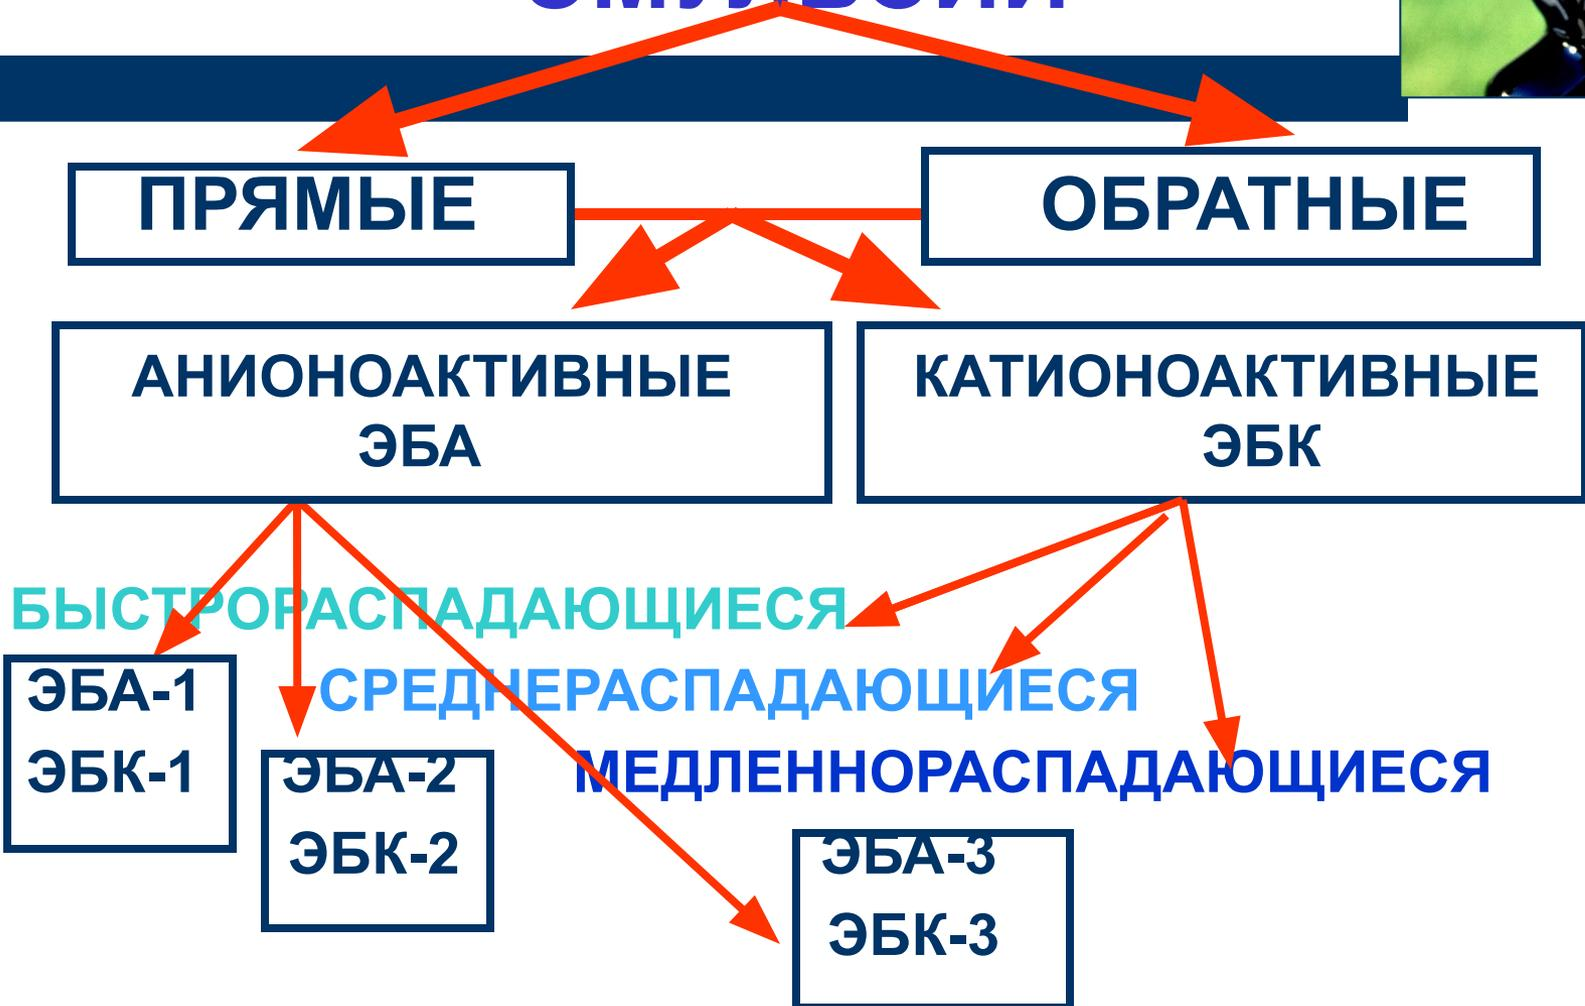 ЭМУЛЬСИИ
ПРЯМЫЕ
ОБРАТНЫЕ
АНИОНОАКТИВНЫЕ
ЭБА
КАТИОНОАКТИВНЫЕ
ЭБК
БЫСТРОРАСПАДАЮЩИЕСЯ
ЭБА-1
ЭБК-1
СРЕДНЕРАСПАДАЮЩИЕСЯ
ЭБА-2
ЭБК-2
МЕДЛЕННОРАСПАДАЮЩИЕСЯ
ЭБА-3
ЭБК-3